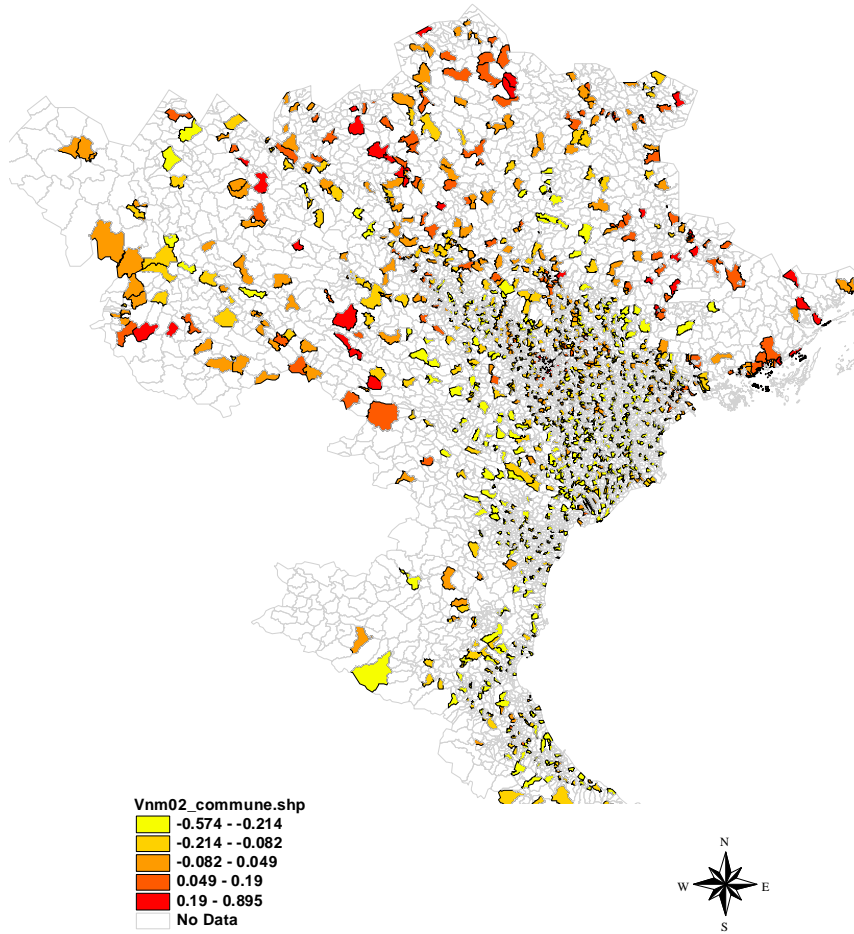 Vnm02_commune.shp
-0.574 - -0.214
-0.214 - -0.082
-0.082 - 0.049
0.049 - 0.19
0.19 - 0.895
No Data
N
W E
S